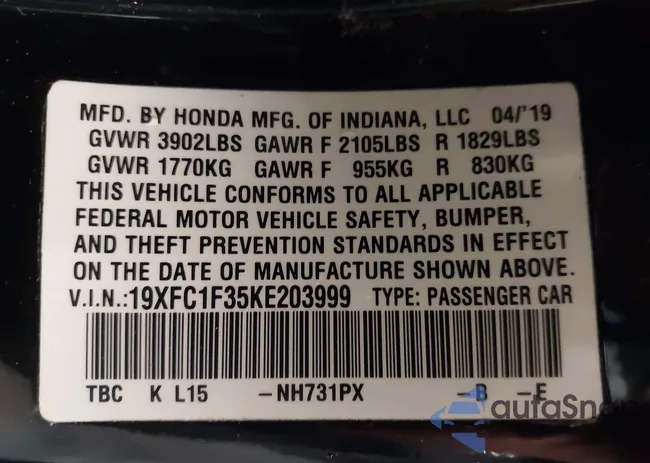 MFD. BY HONDA MFG. OF INDIANA, LLC 04/'19
GVWR 3902LBS GAWR F 2105LBS R 1829LBS
GVWR 1770KG GAWR F 955KG R 830KG
THIS VEHICLE CONFORMS TO ALL APPLICABLE
FEDERAL MOTOR VEHICLE SAFETY, BUMPER,
AND THEFT PREVENTION STANDARDS IN EFFECT
ON THE DATE OF MANUFACTURE SHOWN ABOVE.
V.I.N.:19XFC1F35KE203999 TYPE: PASSENGER CAR
TBC K L15 -NH731PX -B -E
autoSnap